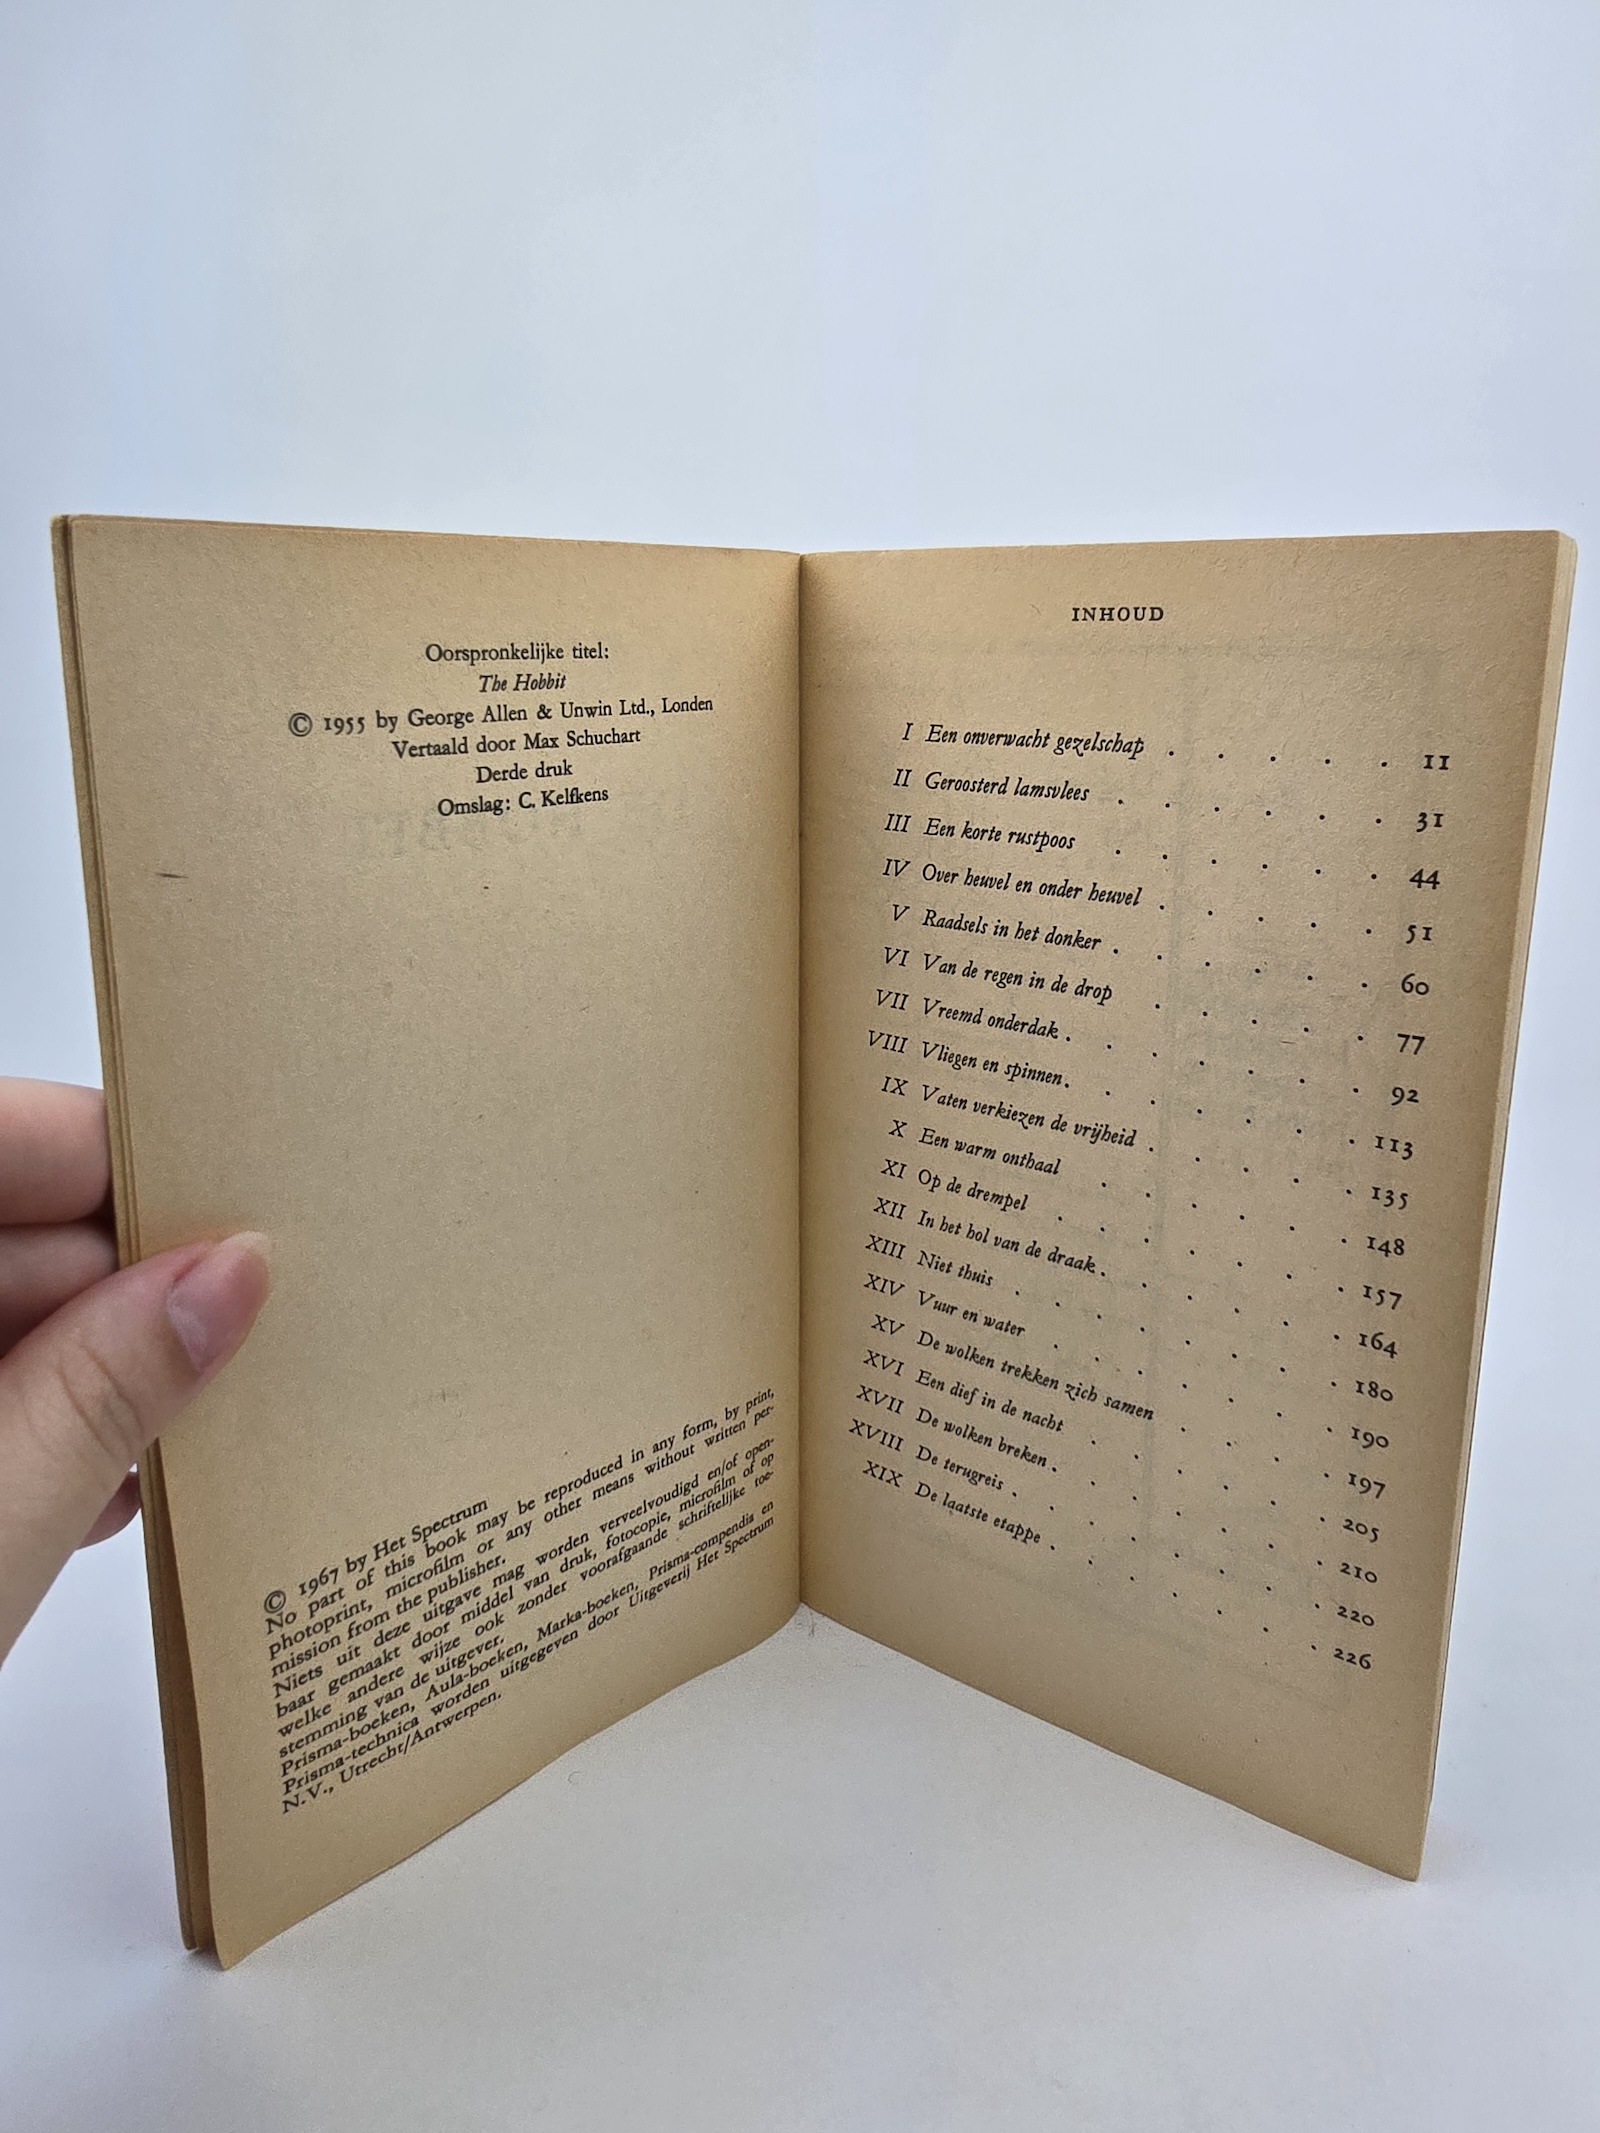 Oorspronkelijke titel:
The Hobbit
© 1955 by George Allen & Unwin Ltd., Londen
Vertaald door Max Schuchart
Derde druk
Omslag: C. Kelfkens
© 1967 by Het Spectrum
No part of this book may be reproduced in any form, by print,
photoprint, microfilm or any other means without written per-
mission from the publisher.
Niets uit deze uitgave mag worden verveelvoudigd en/of open-
baar gemaakt door middel van druk, fotocopie, microfilm of op
welke andere wijze ook zonder voorafgaande schriftelijke toe-
stemming van de uitgever.
Prisma-boeken, Aula-boeken, Marka-boeken, Prisma-compendia en
Prisma-technica worden uitgegeven door Uitgeverij Het Spectrum
N.V., Utrecht/Antwerpen.
INHOUD
I Een onverwacht gezelschap . . . . . 11
II Geroosterd lamsvlees . . . . . . 31
III Een korte rustpoos . . . . . . 44
IV Over heuvel en onder heuvel . . . . . 51
V Raadsels in het donker . . . . . . 60
VI Van de regen in de drop . . . . . 77
VII Vreemd onderdak . . . . . . . 92
VIII Vliegen en spinnen . . . . . . . 113
IX Vaten verkiezen de vrijheid . . . . . 135
X Een warm onthaal . . . . . . 148
XI Op de drempel . . . . . . . 157
XII In het hol van de draak . . . . . . 164
XIII Niet thuis . . . . . . . . 180
XIV Vuur en water . . . . . . . 190
XV De wolken trekken zich samen . . . . 197
XVI Een dief in de nacht . . . . . . 205
XVII De wolken breken . . . . . . . 210
XVIII De terugreis . . . . . . . . 220
XIX De laatste etappe . . . . . . . 226